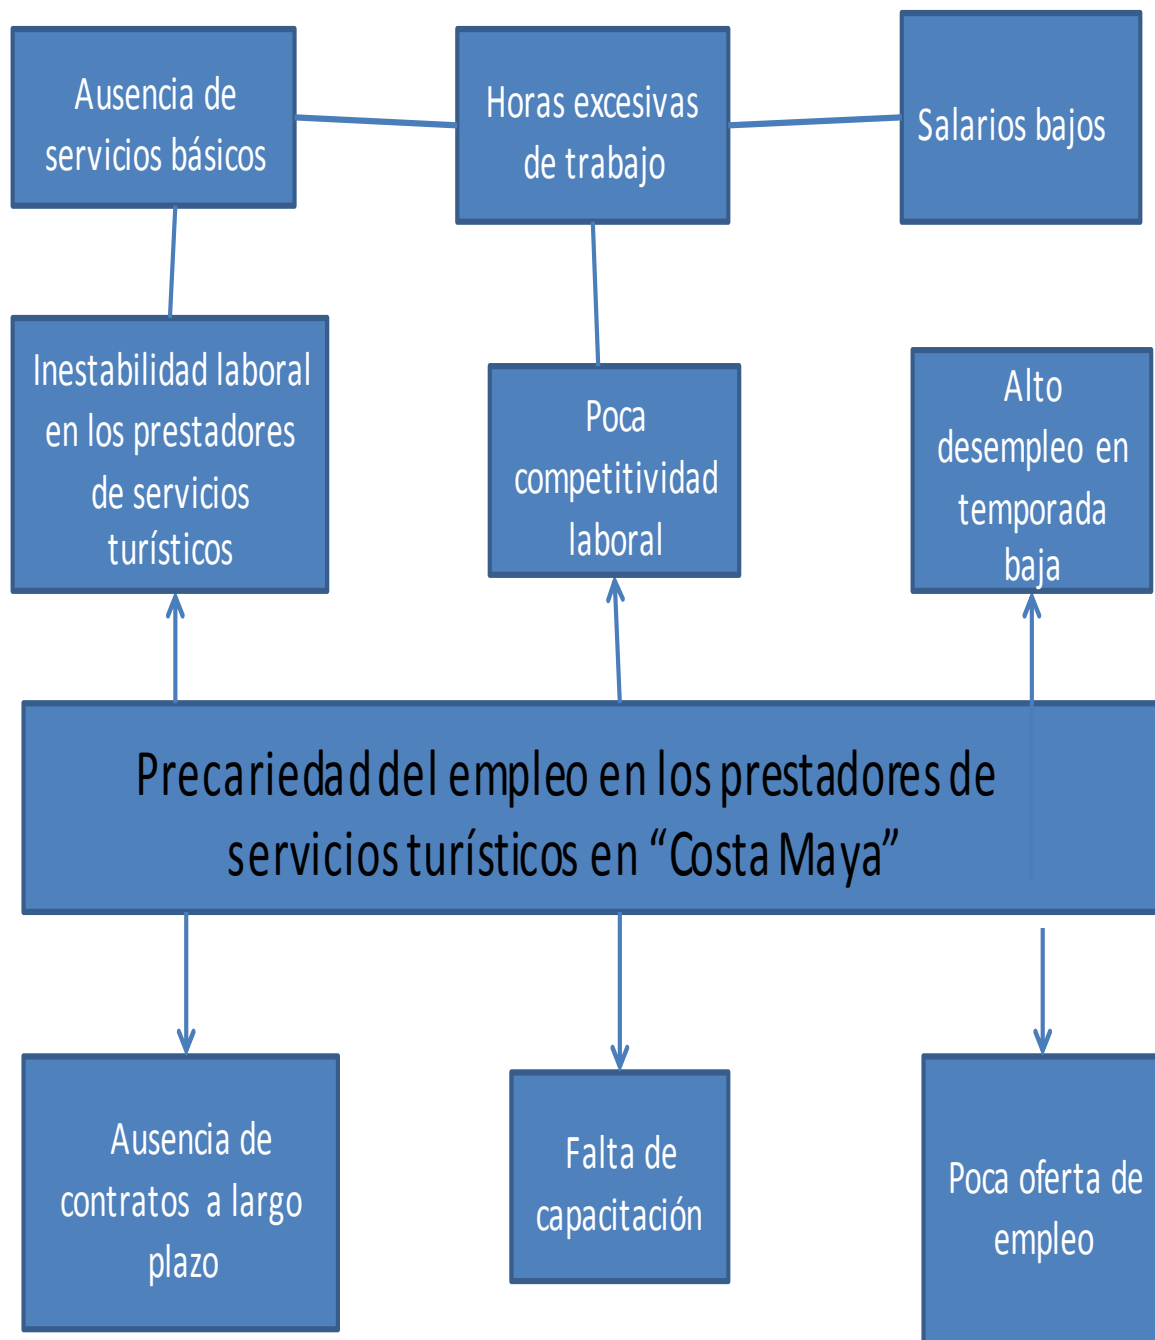 Ausencia de
servicios básicos
Horas excesivas
de trabajo
Salarios bajos
Inestabilidad laboral
en los prestadores
de servicios
turísticos
Poca
competitividad
laboral
Alto
desempleo en
temporada
baja
Precariedad del empleo en los prestadores de
servicios turísticos en “Costa Maya”
Ausencia de
contratos a largo
plazo
Falta de
capacitación
Poca oferta de
empleo